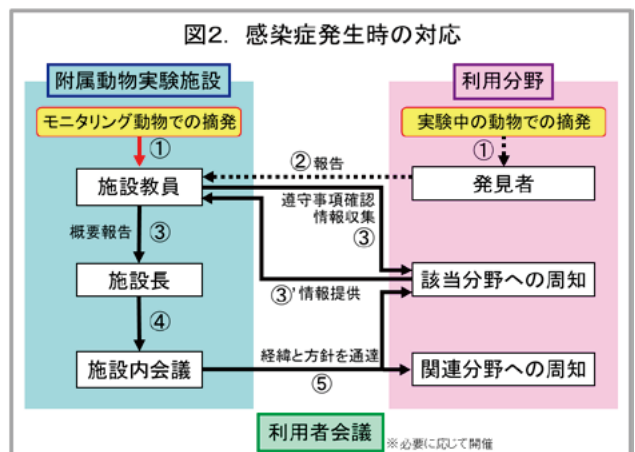 図2. 感染症発生時の対応
附属動物実験施設
利用分野
モニタリング動物での摘発
実験中の動物での摘発
①
①
②報告
施設教員
発見者
遵守事項確認
情報収集
③
概要報告
③
施設長
該当分野への周知
③'情報提供
④
経緯と方針を通達
施設内会議
関連分野への周知
⑤
利用者会議
※必要に応じて開催